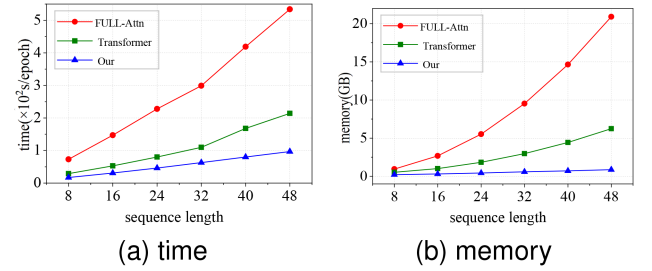 5
4
3
2
1
0
time(×10²s/epoch)
FULL-Attn
Transformer
Our
8 16 24 32 40 48
sequence length
(a) time
20
15
10
5
0
memory(GB)
FULL-Attn
Transformer
Our
8 16 24 32 40 48
sequence length
(b) memory